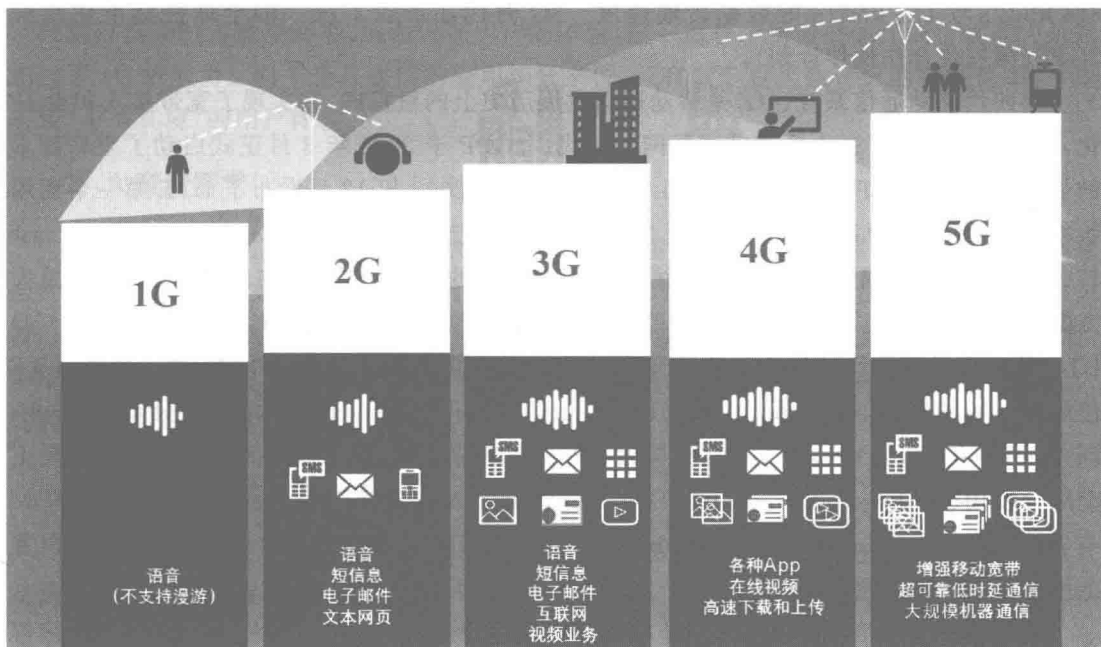 1G
2G
3G
4G
5G
SMS
SMS
SMS
SMS
语音
(不支持漫游)
语音
短信息
电子邮件
文本网页
语音
短信息
电子邮件
互联网
视频业务
各种App
在线视频
高速下载和上传
增强移动宽带
超可靠低时延通信
大规模机器通信